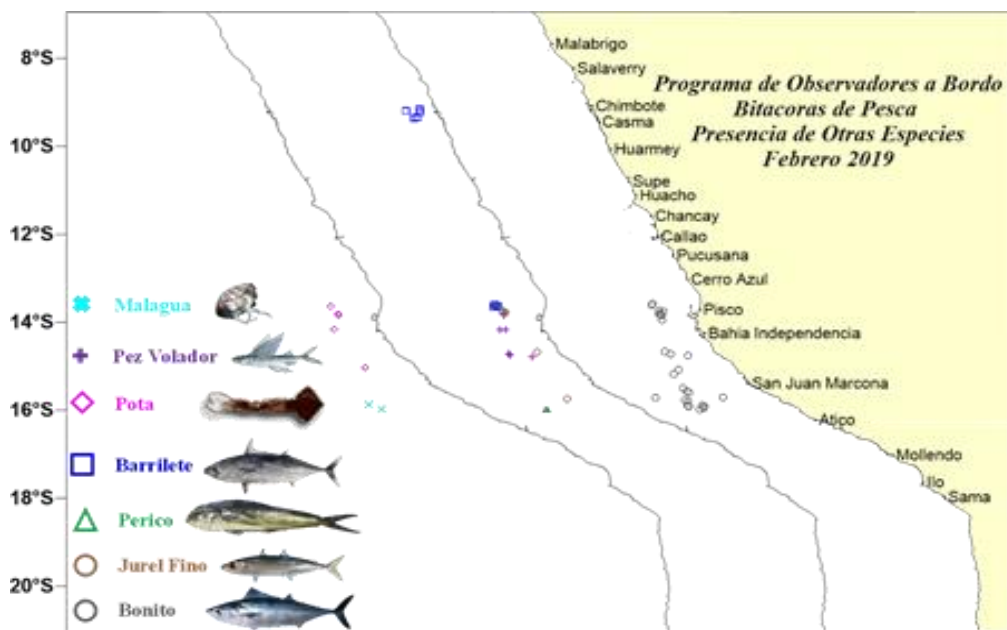 Programa de Observadores a Bordo
Bitacoras de Pesca
Presencia de Otras Especies
Febrero 2019
8°S
10°S
12°S
14°S
16°S
18°S
20°S
Malabrigo
Salaverry
Chimbote
Casma
Huarmey
Supe
Huacho
Chancay
Callao
Pucusana
Cerro Azul
Pisco
Bahia Independencia
San Juan Marcona
Atico
Mollendo
Ilo
Sama
Malagua
Pez Volador
Pota
Barrilete
Perico
Jurel Fino
Bonito